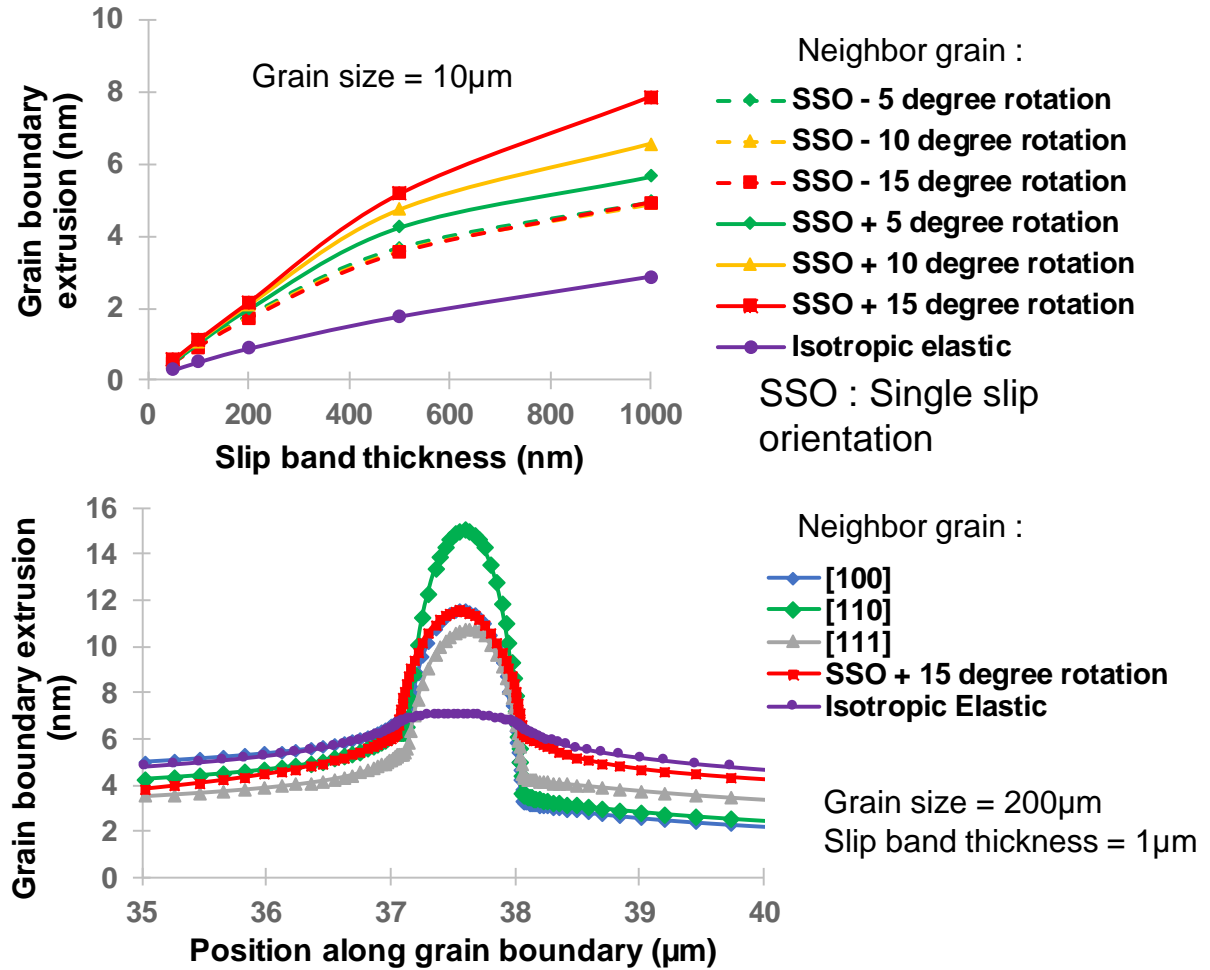 Grain boundary
extrusion (nm)
10
8
6
4
2
0
Grain size = 10µm
0
200
400
600
800
1000
Slip band thickness (nm)
Neighbor grain :
SSO - 5 degree rotation
SSO - 10 degree rotation
SSO - 15 degree rotation
SSO + 5 degree rotation
SSO + 10 degree rotation
SSO + 15 degree rotation
Isotropic elastic
SSO : Single slip
orientation
Grain boundary extrusion
(nm)
16
14
12
10
8
6
4
2
0
35
36
37
38
39
40
Position along grain boundary (µm)
Neighbor grain :
[100]
[110]
[111]
SSO + 15 degree rotation
Isotropic Elastic
Grain size = 200µm
Slip band thickness = 1µm